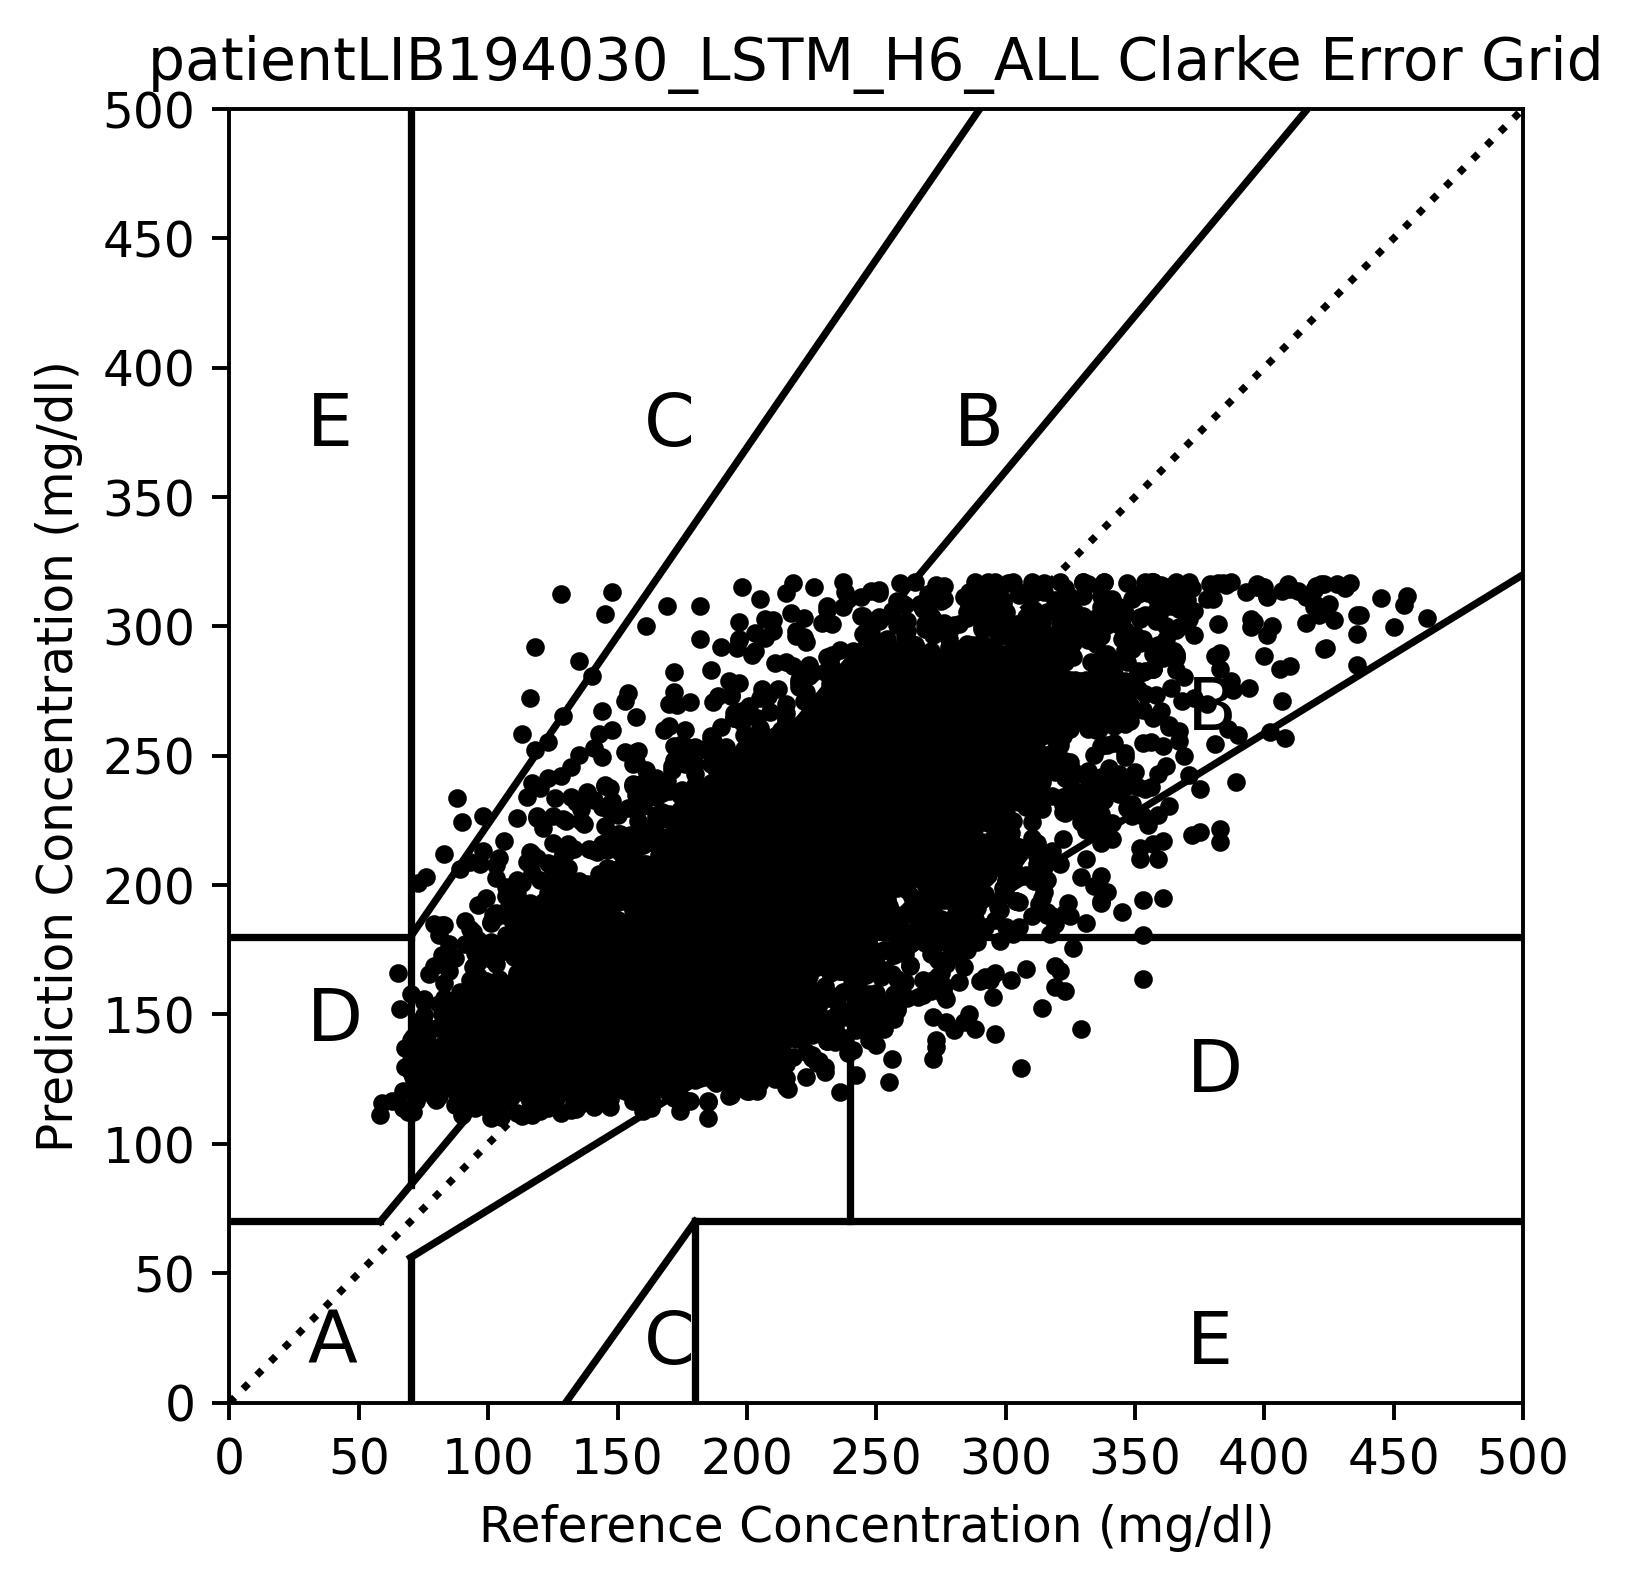 patientLIB194030_LSTM_H6_ALL Clarke Error Grid
Prediction Concentration (mg/dl)
500
450
400
350
300
250
200
150
100
50
0
E
C
B
B
D
D
A
C
E
0 50 100 150 200 250 300 350 400 450 500
Reference Concentration (mg/dl)